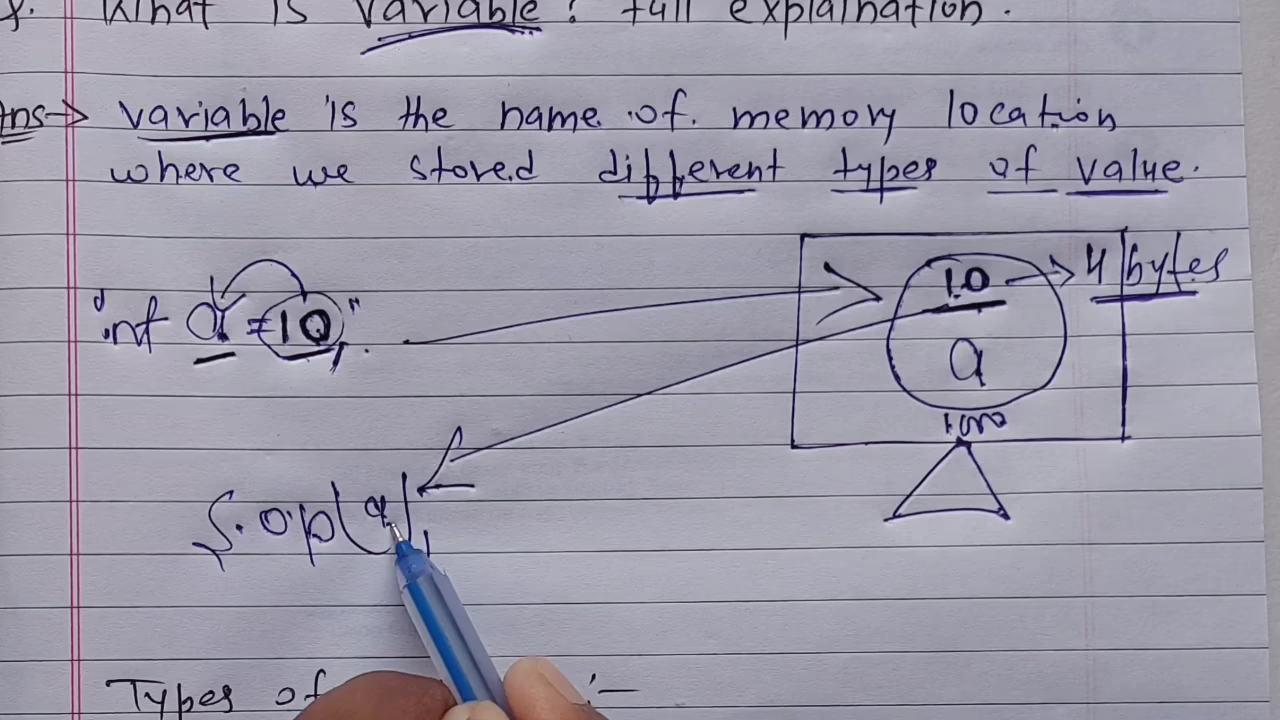 What is variable? full explaination.
Ans→ variable is the name of memory location
where we stored different types of value.
"int a = 10;"
10 → 4 bytes
a
1000
S.o.p(a);
Types of :-